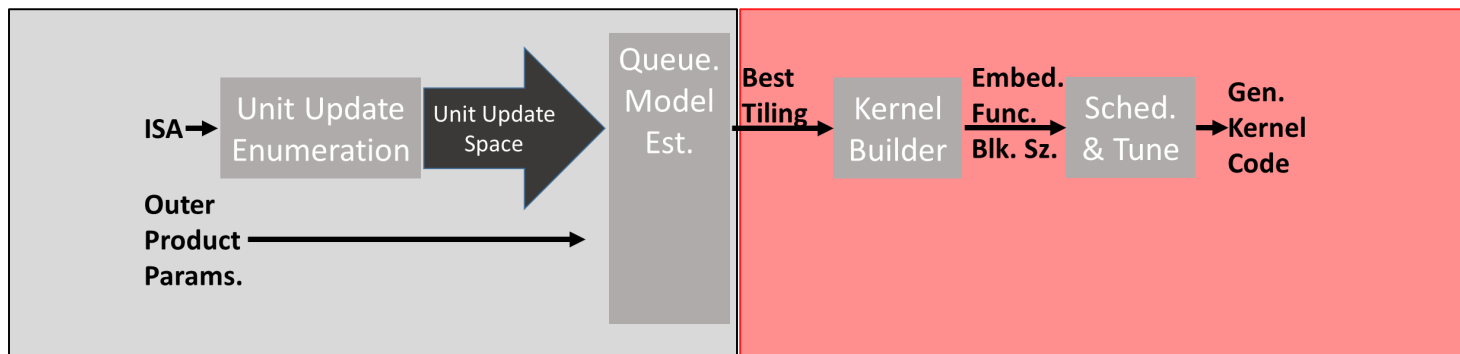 ISA
Unit Update
Enumeration
Unit Update
Space
Outer
Product
Params.
Queue.
Model
Est.
Best
Tiling
Kernel
Builder
Embed.
Func.
Blk. Sz.
Sched.
& Tune
Gen.
Kernel
Code